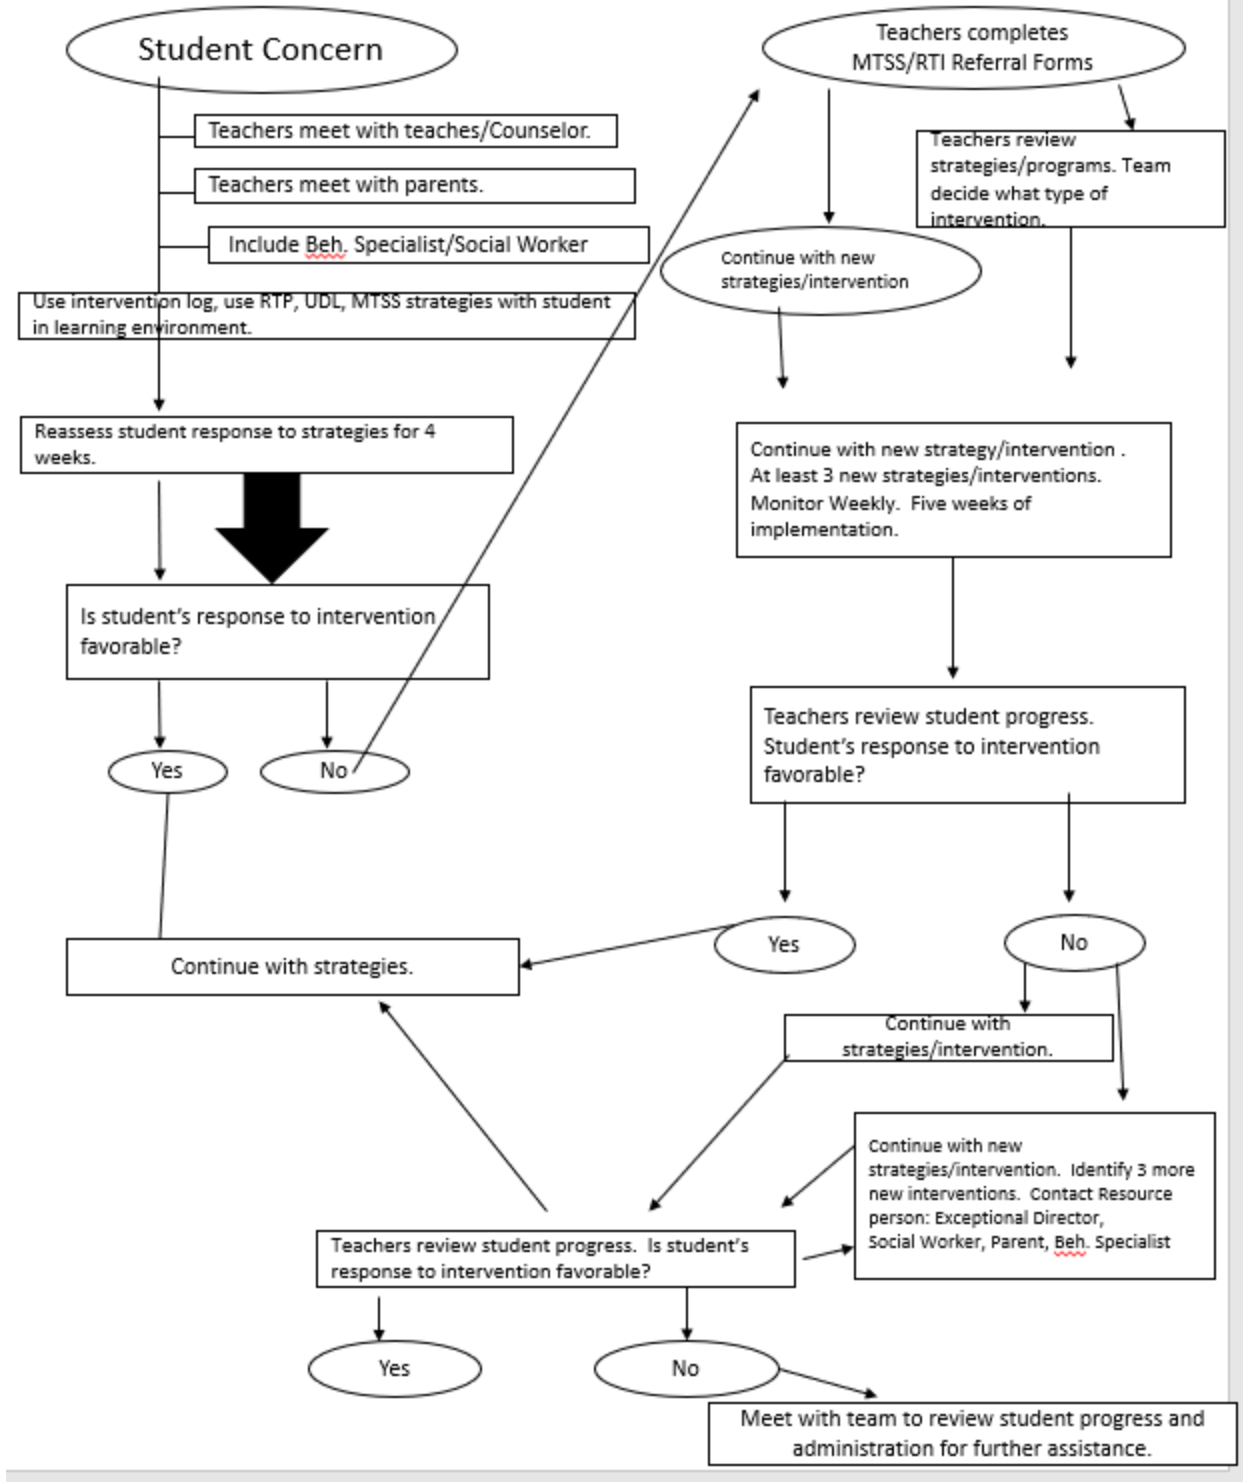 Student Concern
Teachers meet with teaches/Counselor.
Teachers meet with parents.
Include Beh. Specialist/Social Worker
Use intervention log, use RTP, UDL, MTSS strategies with student
in learning environment.
Reassess student response to strategies for 4
weeks.
Is student’s response to intervention
favorable?
Yes
No
Continue with strategies.
Teachers completes
MTSS/RTI Referral Forms
Teachers review
strategies/programs. Team
decide what type of
intervention.
Continue with new
strategies/intervention
Continue with new strategy/intervention .
At least 3 new strategies/interventions.
Monitor Weekly.  Five weeks of
implementation.
Teachers review student progress.
Student’s response to intervention
favorable?
Yes
No
Continue with
strategies/intervention.
Continue with new
strategies/intervention.  Identify 3 more
new interventions.  Contact Resource
person: Exceptional Director,
Social Worker, Parent, Beh. Specialist
Teachers review student progress.  Is student’s
response to intervention favorable?
Yes
No
Meet with team to review student progress and
administration for further assistance.